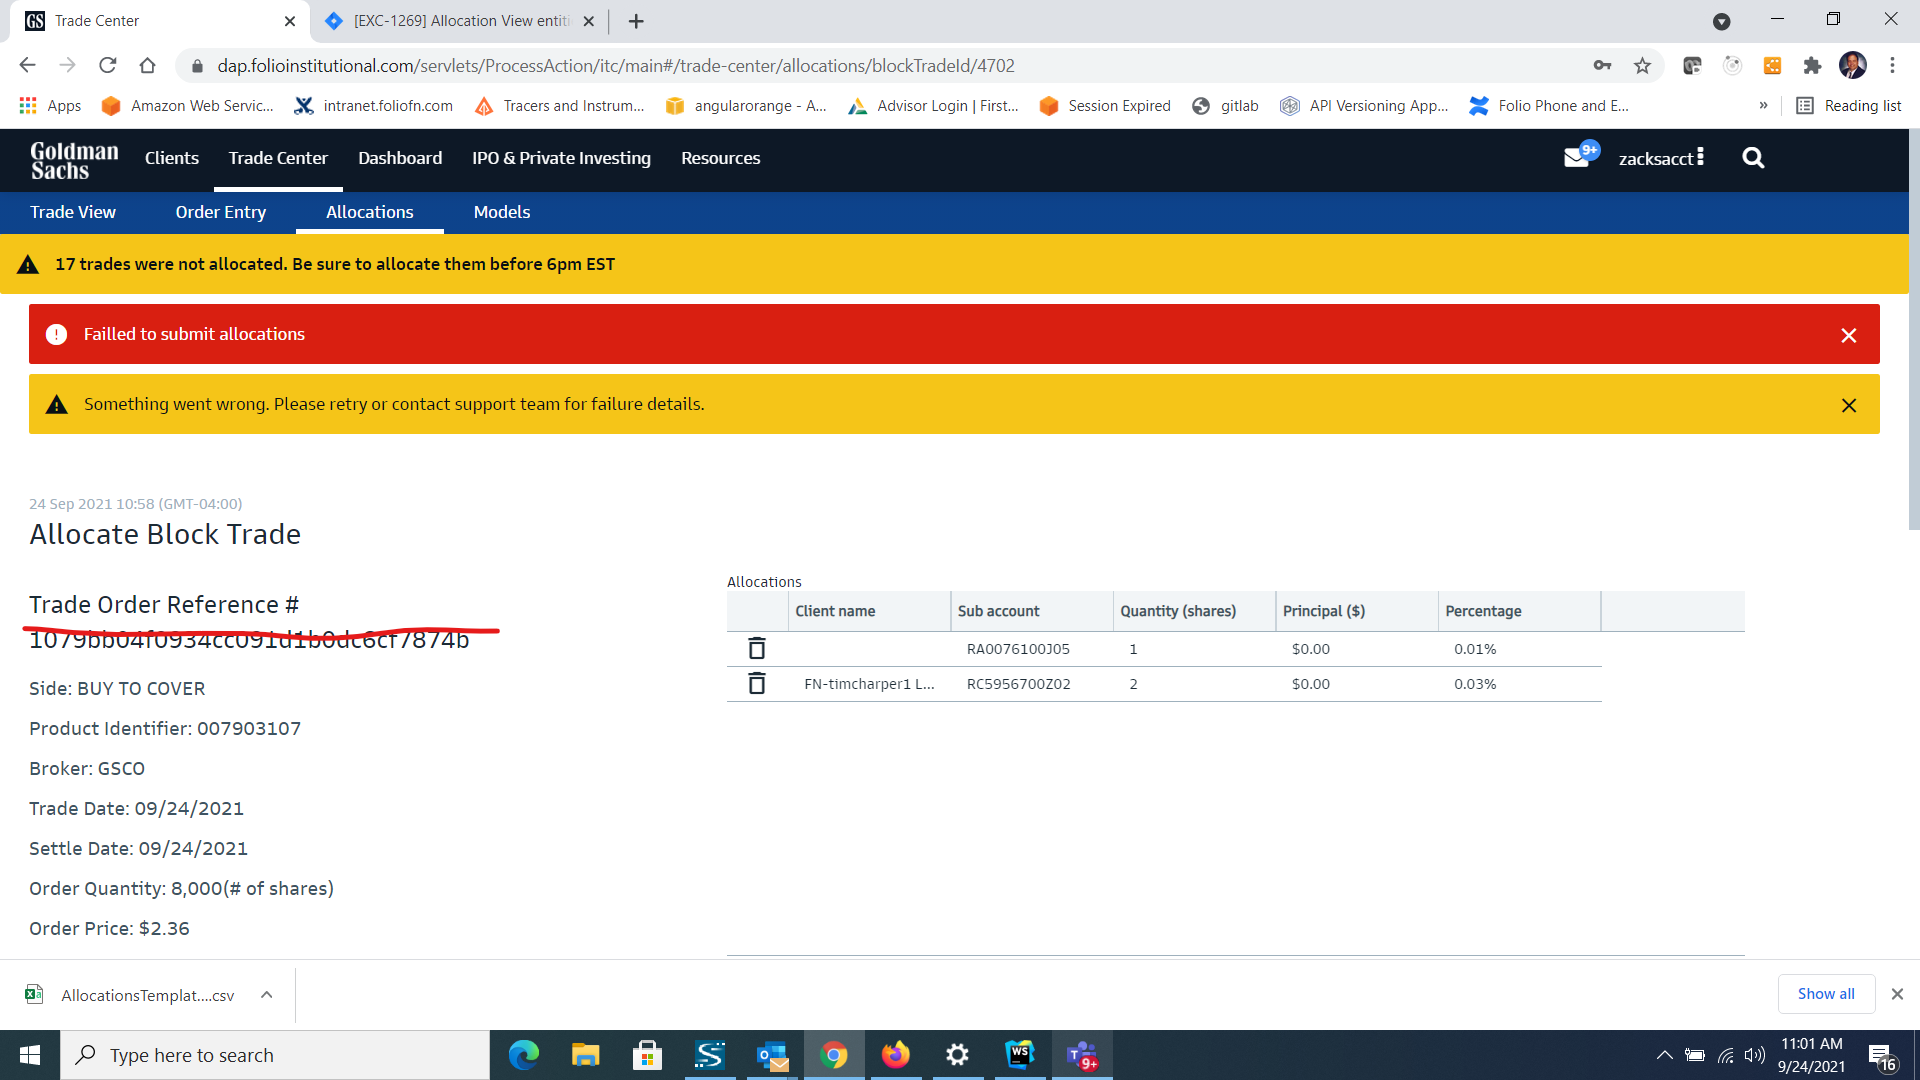 Trade Center
[EXC-1269] Allocation View entiti
dap.folioinstitutional.com/servlets/ProcessAction/itc/main#/trade-center/allocations/blockTradeId/4702
Apps Amazon Web Servic... intranet.foliofn.com Tracers and Instrum... angularorange - A... Advisor Login | First... Session Expired gitlab API Versioning App... Folio Phone and E... » Reading list
Goldman Sachs Clients Trade Center Dashboard IPO & Private Investing Resources 9+ zacksacct
Trade View Order Entry Allocations Models
17 trades were not allocated. Be sure to allocate them before 6pm EST
Failled to submit allocations
Something went wrong. Please retry or contact support team for failure details.
24 Sep 2021 10:58 (GMT-04:00)
Allocate Block Trade
Trade Order Reference #
1079bb04f0934cc091d1b0dc6cf7874b
Side: BUY TO COVER
Product Identifier: 007903107
Broker: GSCO
Trade Date: 09/24/2021
Settle Date: 09/24/2021
Order Quantity: 8,000(# of shares)
Order Price: $2.36
Allocations
Client name Sub account Quantity (shares) Principal ($) Percentage
RA0076100J05 1 $0.00 0.01%
FN-timcharper1 L... RC5956700Z02 2 $0.00 0.03%
AllocationsTemplat....csv
Show all
Type here to search
WS
9+
11:01 AM
9/24/2021
16